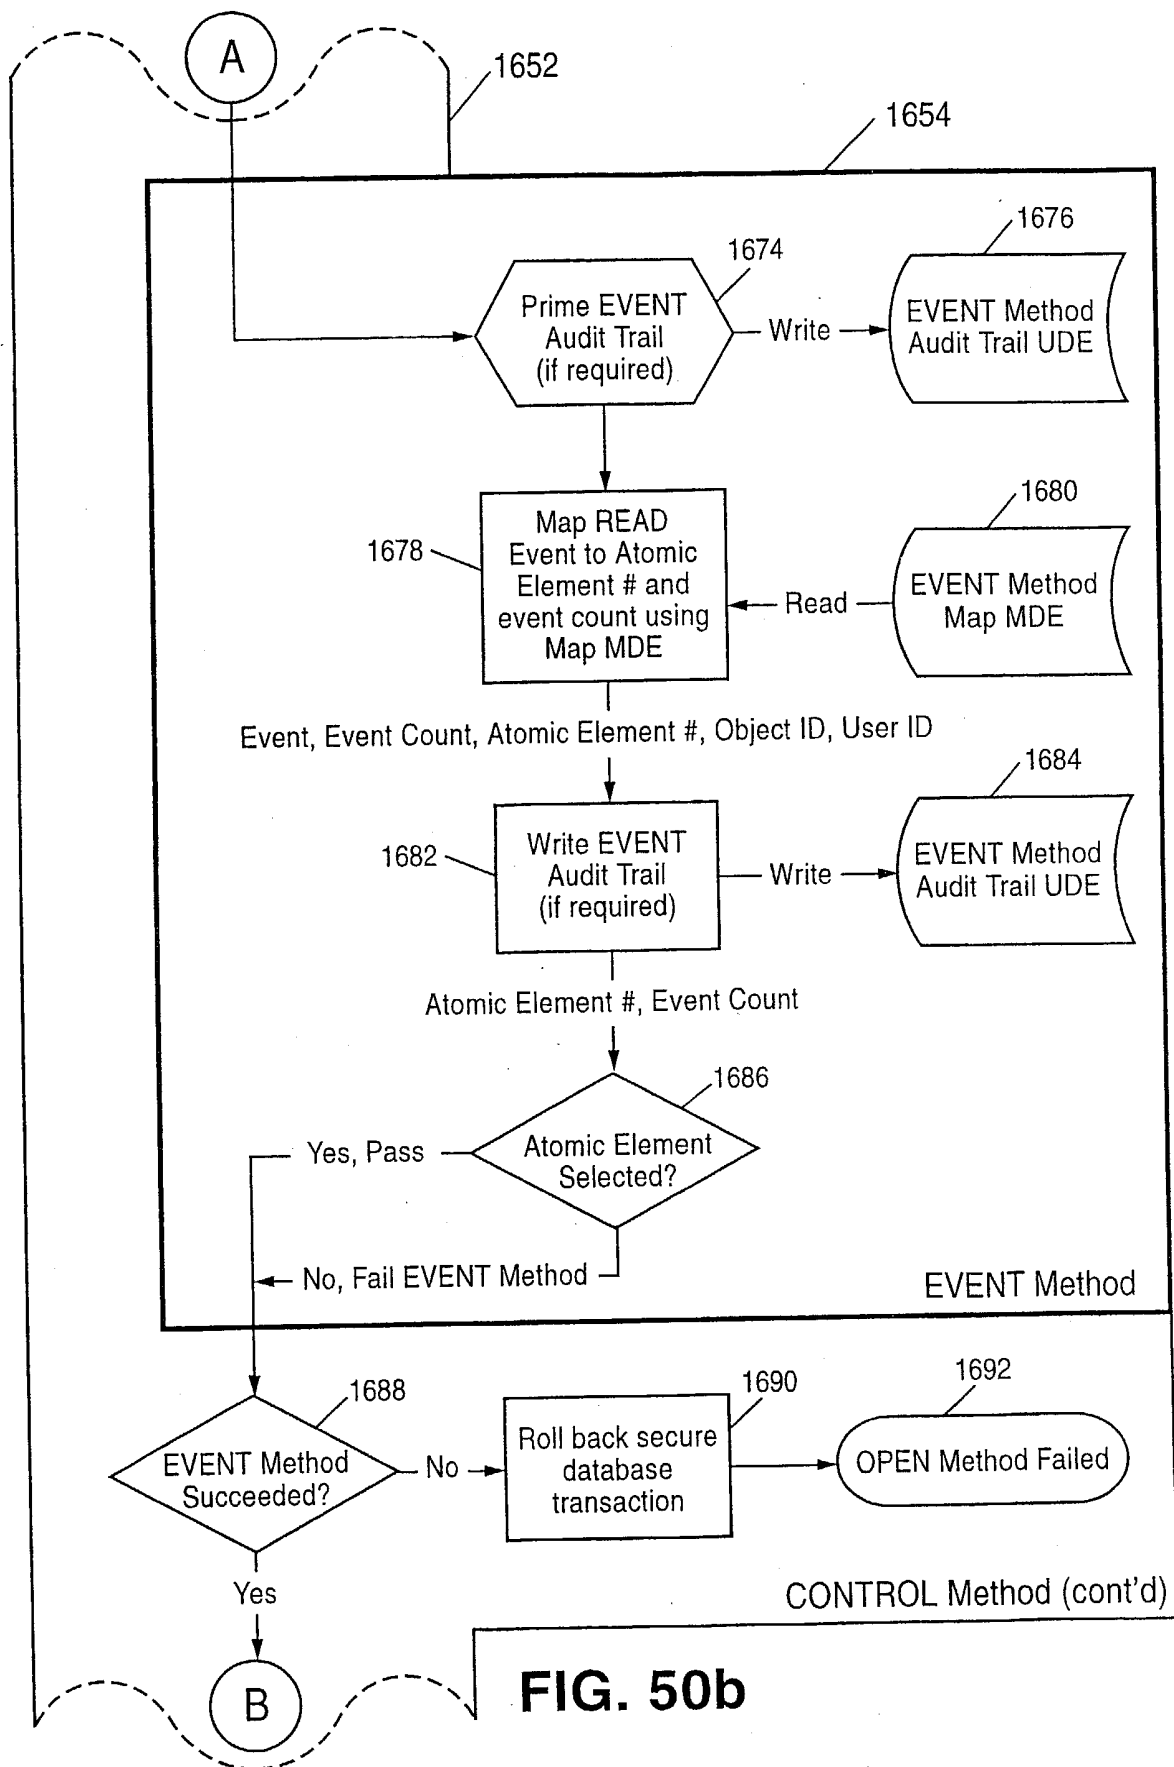 A
1652
1654
1676
1674
Prime EVENT
Audit Trail
(if required)
Write
EVENT Method
Audit Trail UDE
1680
1678
Map READ
Event to Atomic
Element # and
event count using
Map MDE
Read
EVENT Method
Map MDE
Event, Event Count, Atomic Element #, Object ID, User ID
1684
1682
Write EVENT
Audit Trail
(if required)
Write
EVENT Method
Audit Trail UDE
Atomic Element #, Event Count
1686
Atomic Element
Selected?
Yes, Pass
No, Fail EVENT Method
EVENT Method
1688
EVENT Method
Succeeded?
No
1690
Roll back secure
database
transaction
1692
OPEN Method Failed
Yes
CONTROL Method (cont'd)
B
FIG. 50b